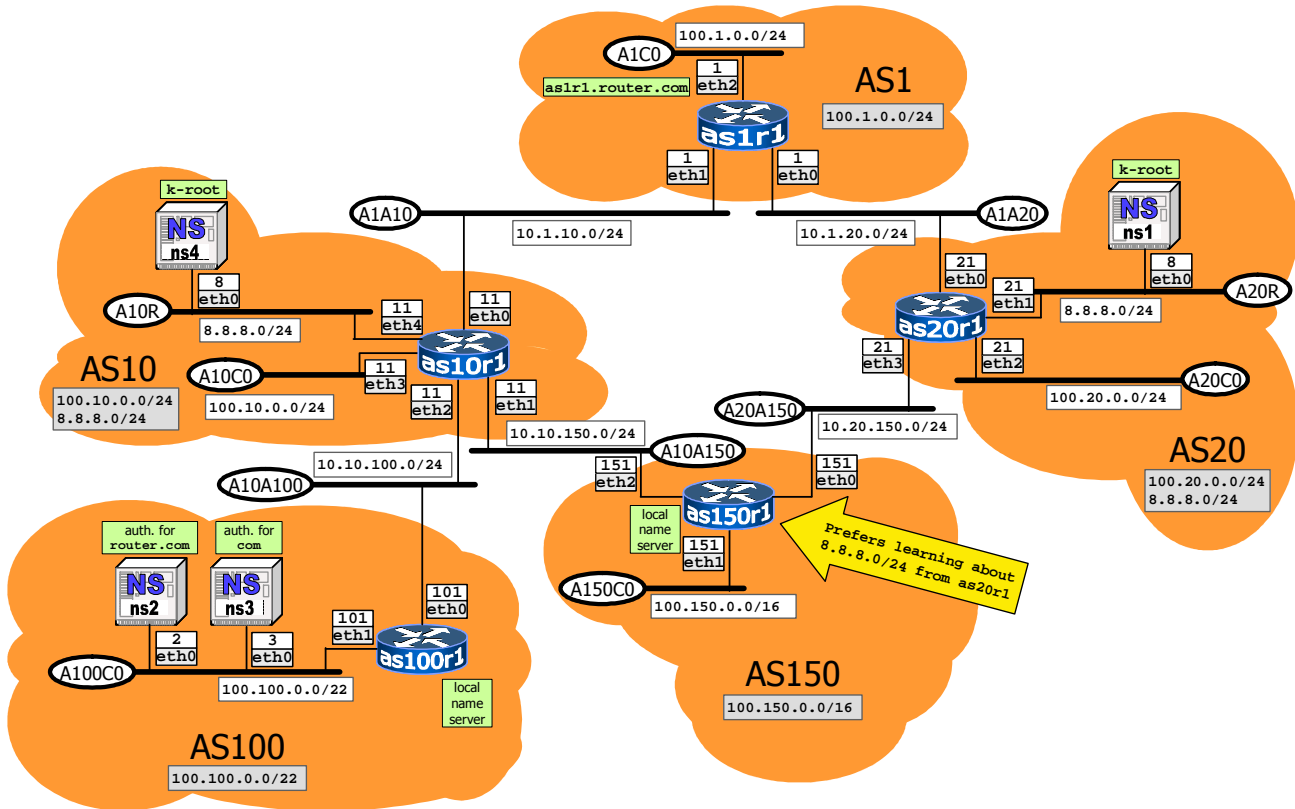 100.1.0.0/24
A1C0
1
eth2
as1r1.router.com
AS1
100.1.0.0/24
as1r1
1
eth1
1
eth0
k-root
NS
ns4
k-root
NS
ns1
A1A10
10.1.10.0/24
A1A20
10.1.20.0/24
8
eth0
A10R
8.8.8.0/24
11
eth4
11
eth0
as10r1
21
eth0
21
eth1
8
eth0
A20R
8.8.8.0/24
as20r1
AS10
100.10.0.0/24
8.8.8.0/24
A10C0
100.10.0.0/24
11
eth3
11
eth2
11
eth1
21
eth3
21
eth2
A20C0
100.20.0.0/24
A20A150
10.20.150.0/24
10.10.150.0/24
A10A150
10.10.100.0/24
A10A100
AS20
100.20.0.0/24
8.8.8.0/24
151
eth2
151
eth0
as150r1
local
name
server
151
eth1
Prefers learning about
8.8.8.0/24 from as20r1
A150C0
100.150.0.0/16
AS150
100.150.0.0/16
auth. for
router.com
auth. for
com
NS
ns2
NS
ns3
2
eth0
3
eth0
101
eth1
101
eth0
as100r1
A100C0
100.100.0.0/22
local
name
server
AS100
100.100.0.0/22